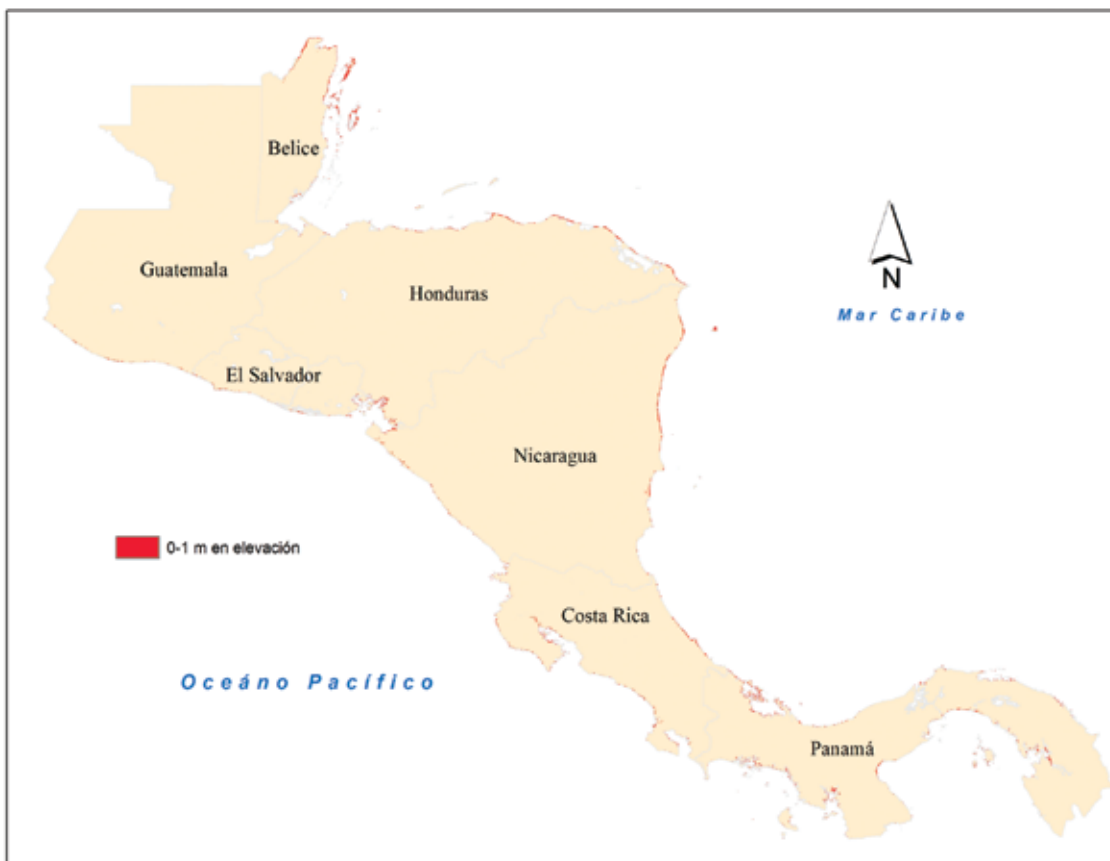 Belice
Guatemala
Honduras
N
Mar Caribe
El Salvador
Nicaragua
0-1 m en elevación
Costa Rica
Oceáno Pacífico
Panamá